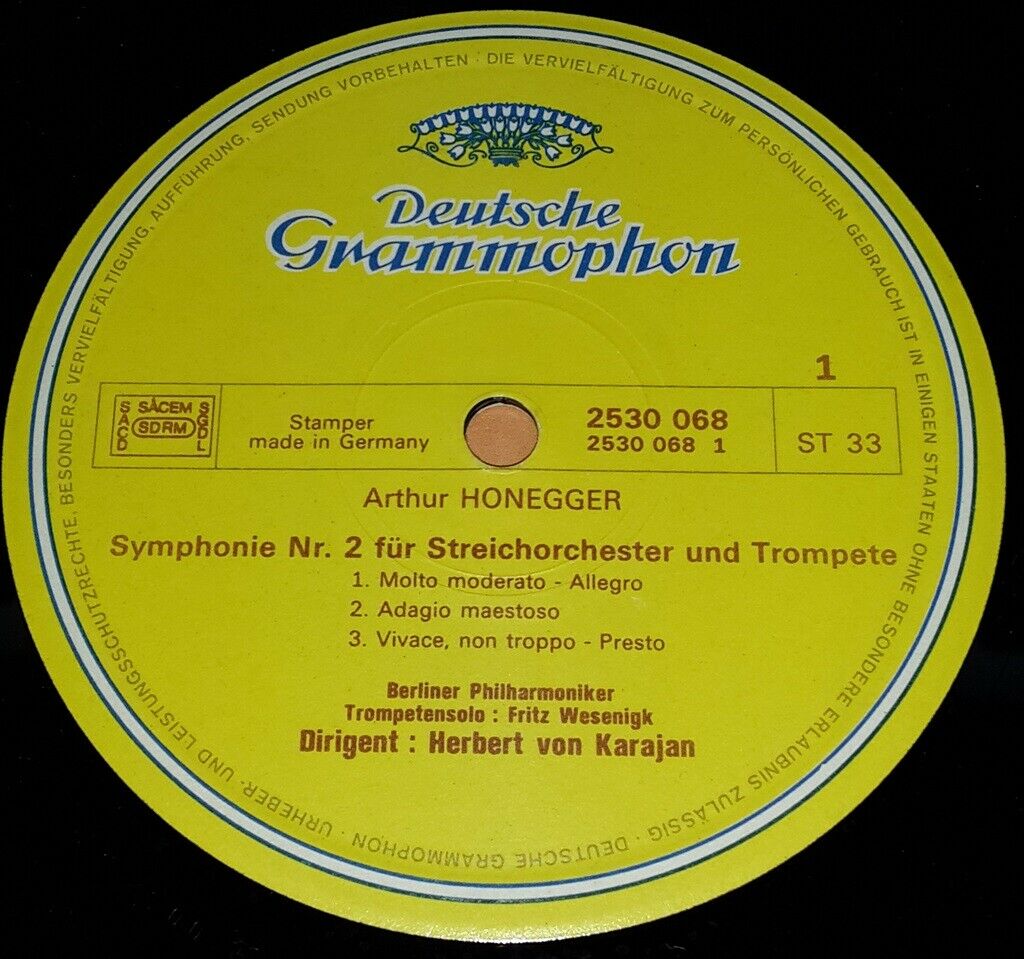 URHEBER- UND LEISTUNGSSCHUTZRECHTE, BESONDERS VERVIELFÄLTIGUNG, AUFFÜHRUNG, SENDUNG VORBEHALTEN · DIE VERVIELFÄLTIGUNG ZUM PERSÖNLICHEN GEBRAUCH IST IN EINIGEN STAATEN OHNE BESONDERE ERLAUBNIS ZULÄSSIG · DEUTSCHE GRAMMOPHON ·
Deutsche
Grammophon
1
SACD SACEM SGDL
SDRM
Stamper
made in Germany
2530 068
2530 068 1
ST 33
Arthur HONEGGER
Symphonie Nr. 2 für Streichorchester und Trompete
1. Molto moderato - Allegro
2. Adagio maestoso
3. Vivace, non troppo - Presto
Berliner Philharmoniker
Trompetensolo : Fritz Wesenigk
Dirigent : Herbert von Karajan